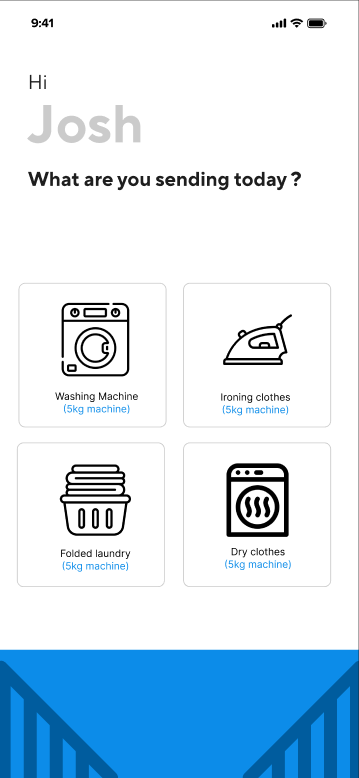 9:41
Hi
Josh
What are you sending today ?
Washing Machine
(5kg machine)
Ironing clothes
(5kg machine)
Folded laundry
(5kg machine)
Dry clothes
(5kg machine)